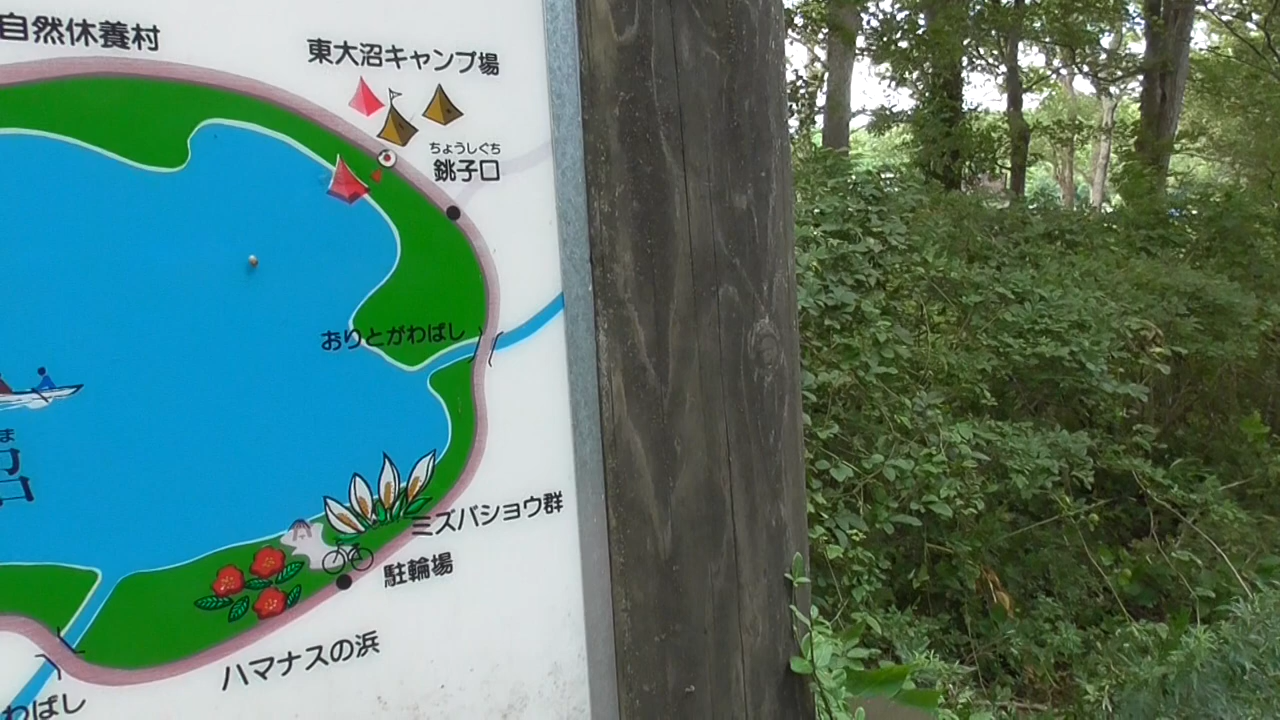 自然休養村
東大沼キャンプ場
ちょうしぐち
銚子口
おりとがわばし
ま
ミズバショウ群
駐輪場
ハマナスの浜
わばし